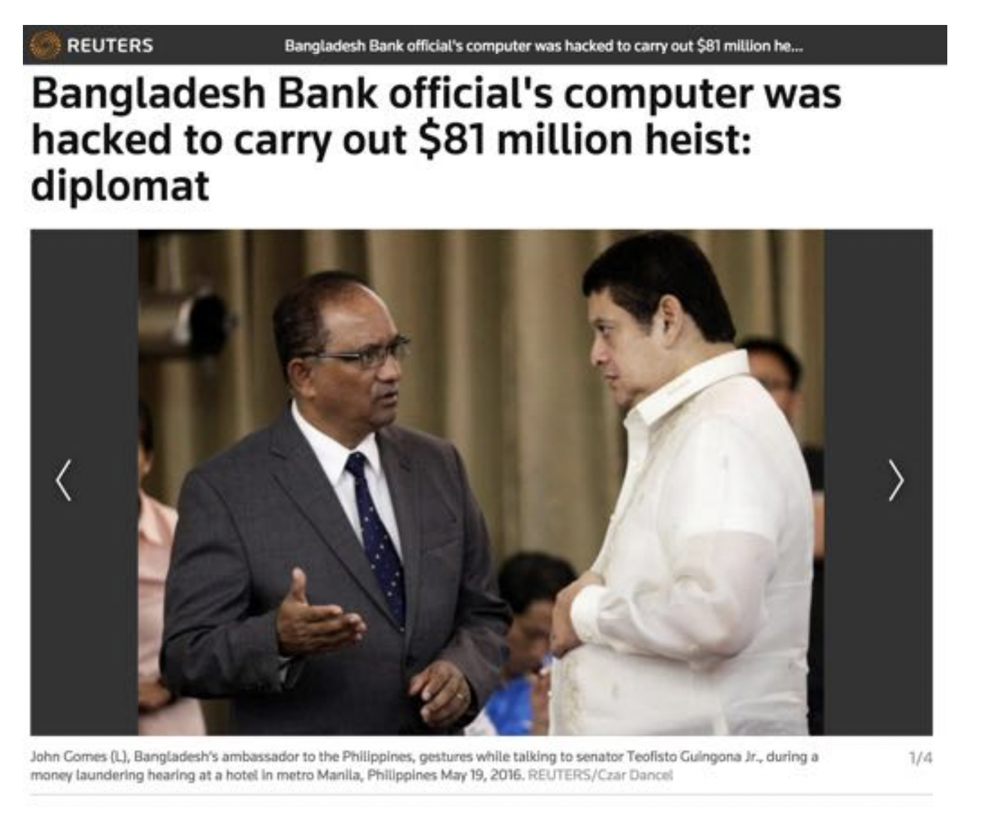 REUTERS
Bangladesh Bank official's computer was hacked to carry out $81 million he...
Bangladesh Bank official's computer was
hacked to carry out $81 million heist:
diplomat
John Gomes (L), Bangladesh's ambassador to the Philippines, gestures while talking to senator Teofisto Guingona Jr., during a
money laundering hearing at a hotel in metro Manila, Philippines May 19, 2016. REUTERS/Czar Dancel
1/4